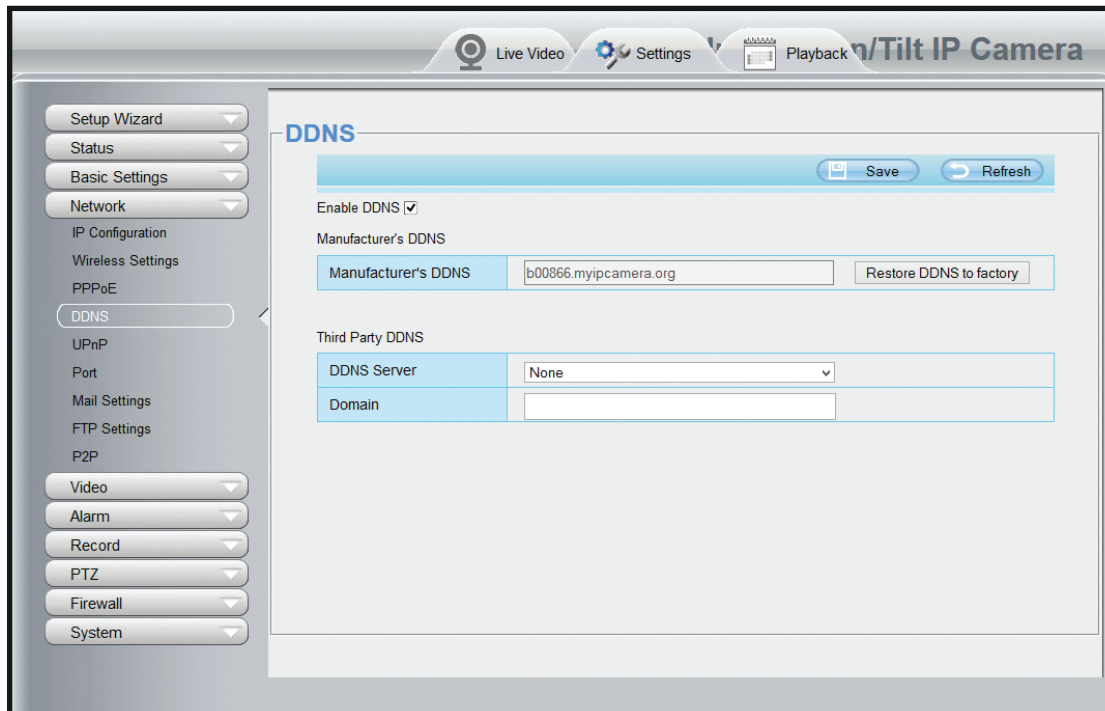 Live Video
Settings
Playback
n/Tilt IP Camera
Setup Wizard
Status
Basic Settings
Network
IP Configuration
Wireless Settings
PPPoE
DDNS
UPnP
Port
Mail Settings
FTP Settings
P2P
Video
Alarm
Record
PTZ
Firewall
System
DDNS
Save
Refresh
Enable DDNS
Manufacturer's DDNS
Manufacturer's DDNS b00866.myipcamera.org Restore DDNS to factory
Third Party DDNS
DDNS Server None
Domain